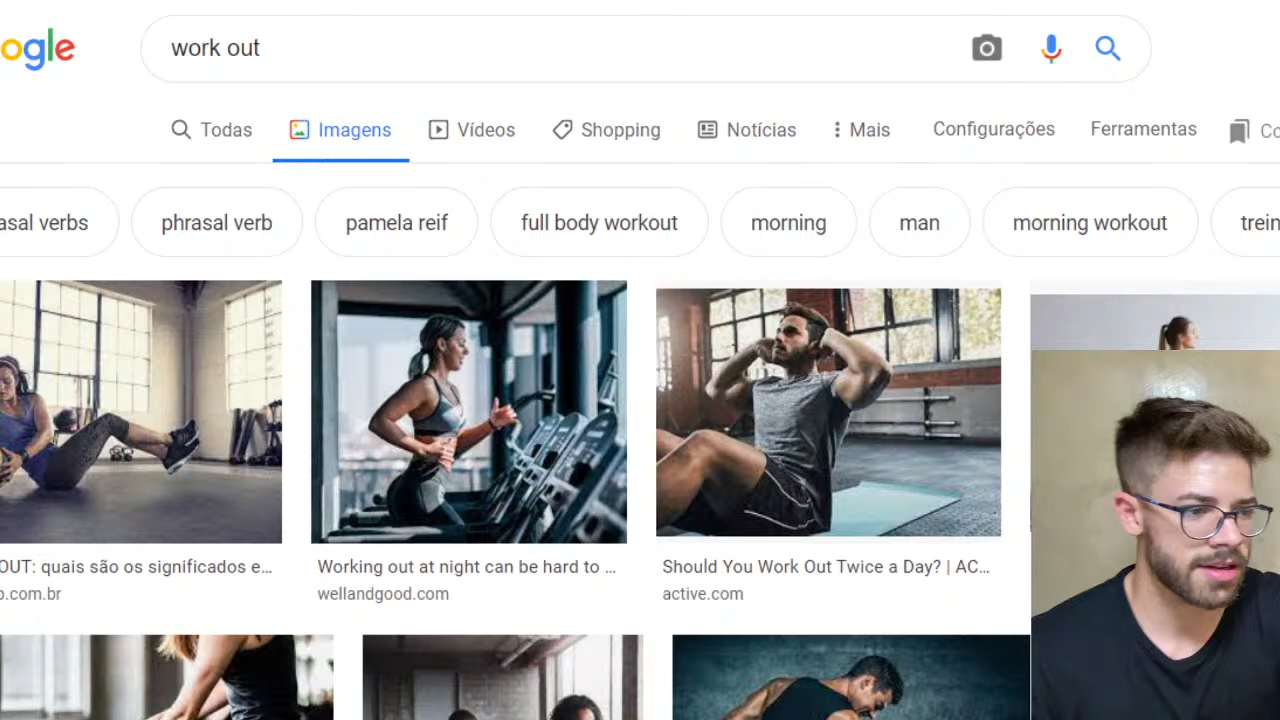 ogle
work out
Todas Imagens Vídeos Shopping Notícias Mais Configurações Ferramentas Co
asal verbs phrasal verb pamela reif full body workout morning man morning workout trein
OUT: quais são os significados e... Working out at night can be hard to ... Should You Work Out Twice a Day? | AC...
o.com.br wellandgood.com active.com